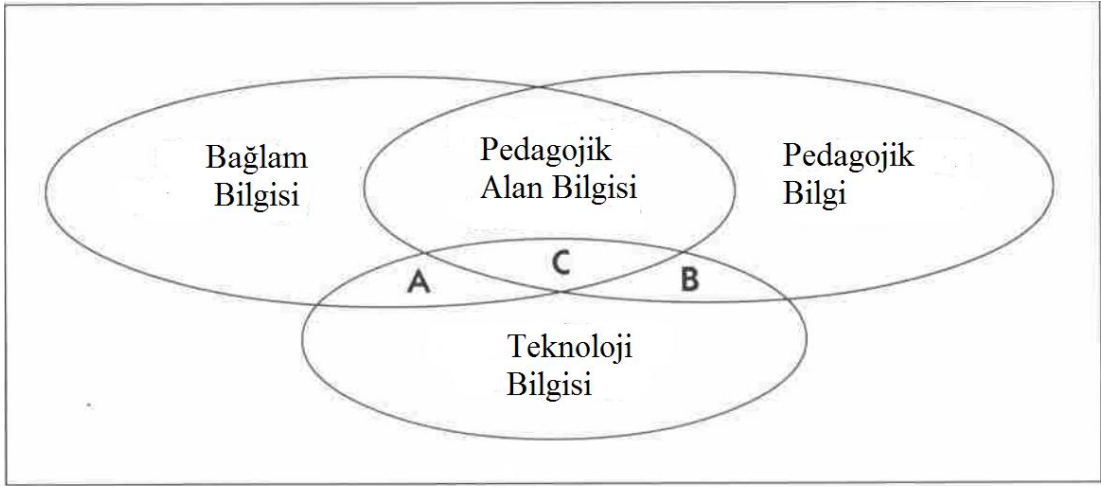 Bağlam
Bilgisi
Pedagojik
Alan Bilgisi
Pedagojik
Bilgi
A
C
B
Teknoloji
Bilgisi